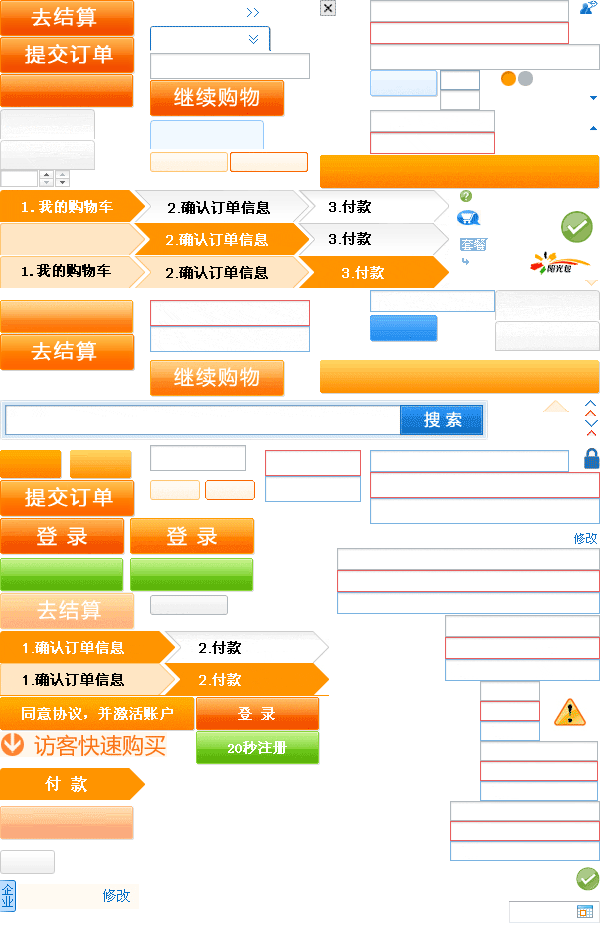 去结算
提交订单
继续购物
1.我的购物车
2.确认订单信息
3.付款
2.确认订单信息
3.付款
套餐
阳光包
1.我的购物车
2.确认订单信息
3.付款
去结算
继续购物
搜 索
提交订单
登 录
登 录
修改
去结算
1.确认订单信息
2.付款
1.确认订单信息
2.付款
同意协议，并激活账户
登 录
访客快速购买
20秒注册
付 款
企业
修改